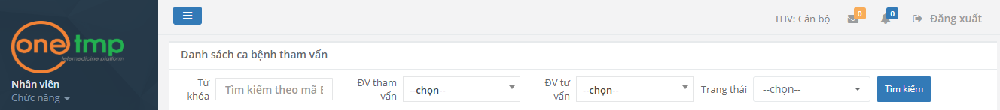 one tmp
telemedicine platform
Nhân viên
Chức năng
THV: Cán bộ
0
0
Đăng xuất
Danh sách ca bệnh tham vấn
Từ khóa
Tìm kiếm theo mã B
ĐV tham vấn
--chọn--
ĐV tư vấn
--chọn--
Trạng thái
--chọn--
Tìm kiếm